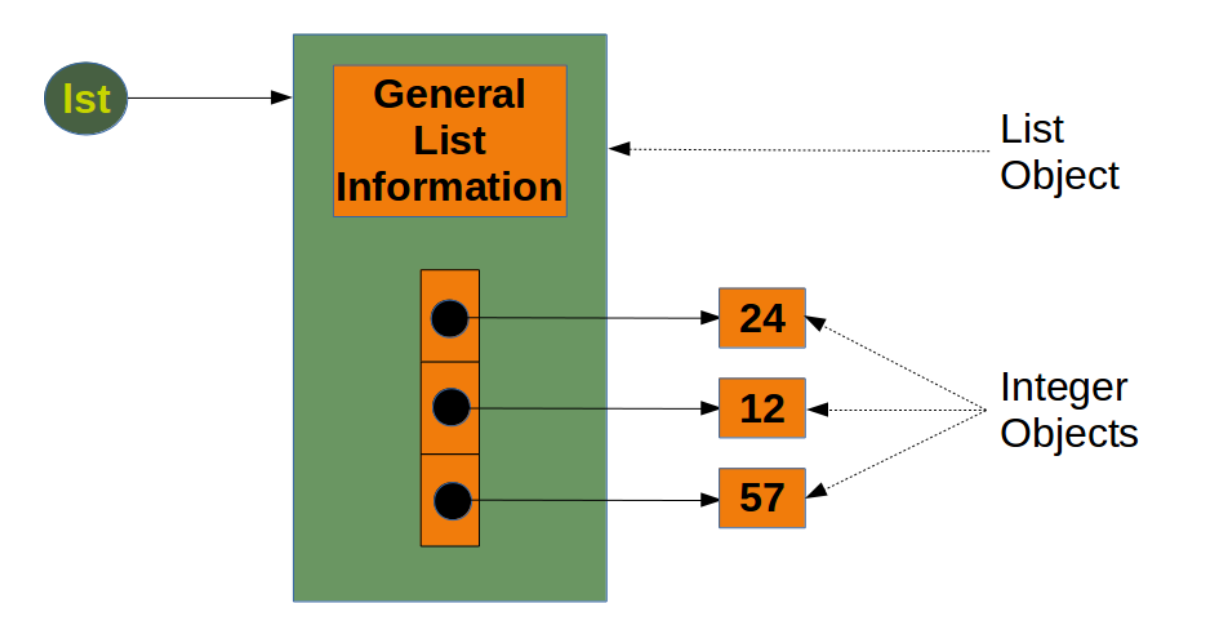 lst
General
List
Information
List
Object
24
12
57
Integer
Objects